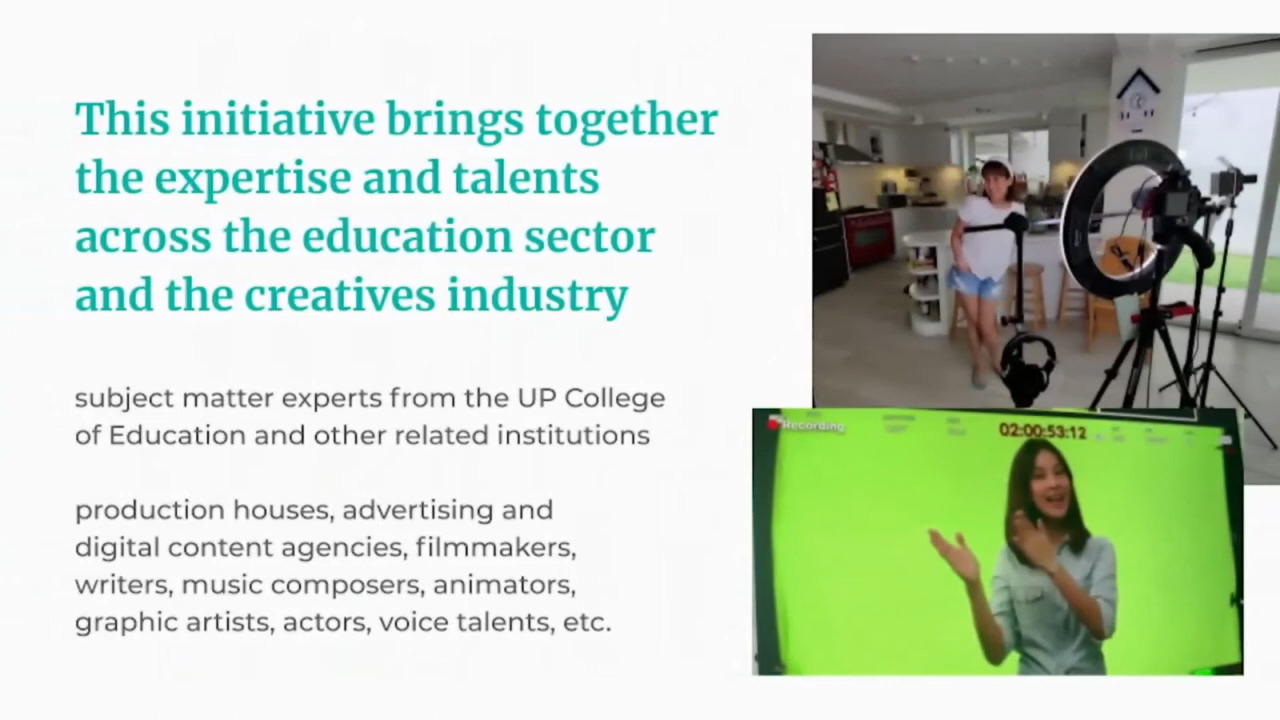 This initiative brings together
the expertise and talents
across the education sector
and the creatives industry
subject matter experts from the UP College
of Education and other related institutions
production houses, advertising and
digital content agencies, filmmakers,
writers, music composers, animators,
graphic artists, actors, voice talents, etc.
Recording
02:00:53:12